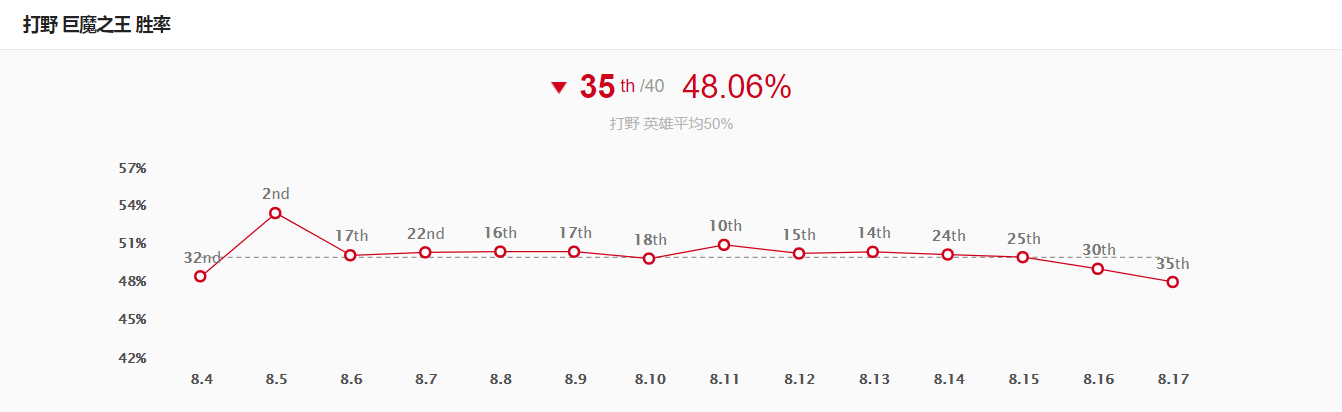 打野 巨魔之王 胜率
35 th /40 48.06%
打野 英雄平均50%
57%
2nd
54%
17th 22nd 16th 17th 18th 10th 15th 14th 24th 25th 30th
51%
32nd 35th
48%
45%
42%
8.4 8.5 8.6 8.7 8.8 8.9 8.10 8.11 8.12 8.13 8.14 8.15 8.16 8.17